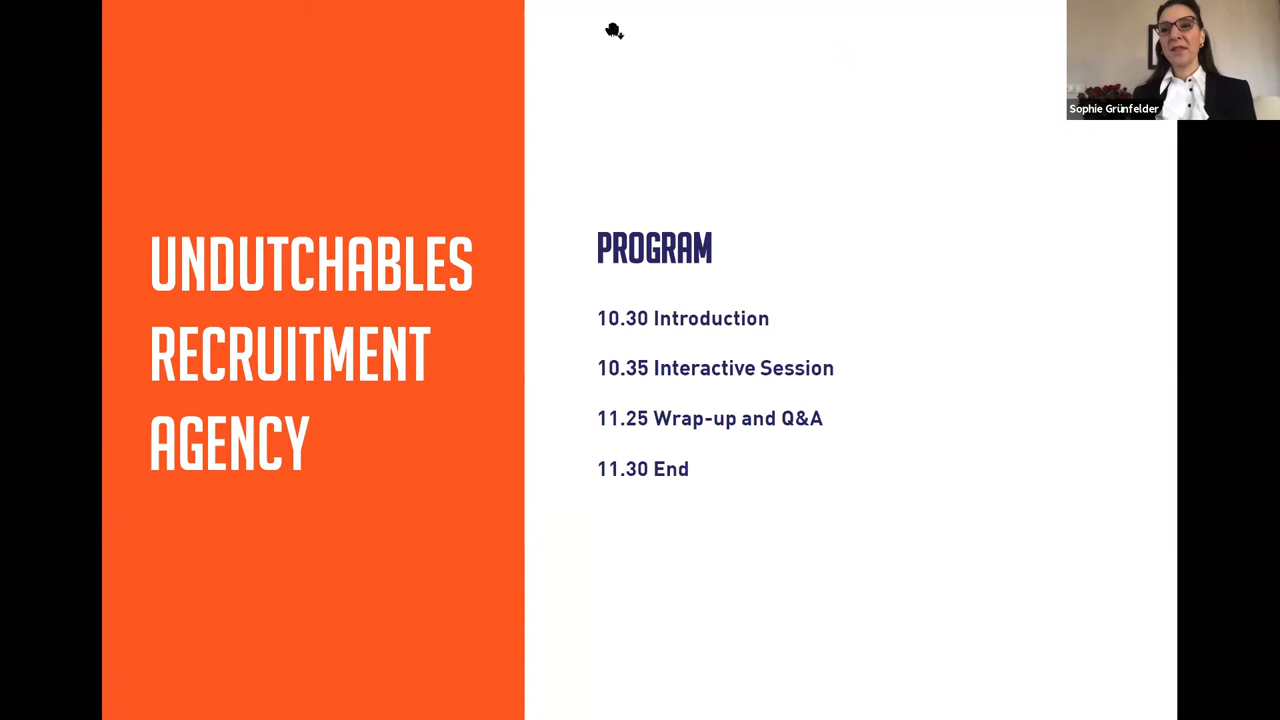 Sophie Grünfelder
UNDUTCHABLES
RECRUITMENT
AGENCY
PROGRAM
10.30 Introduction
10.35 Interactive Session
11.25 Wrap-up and Q&A
11.30 End